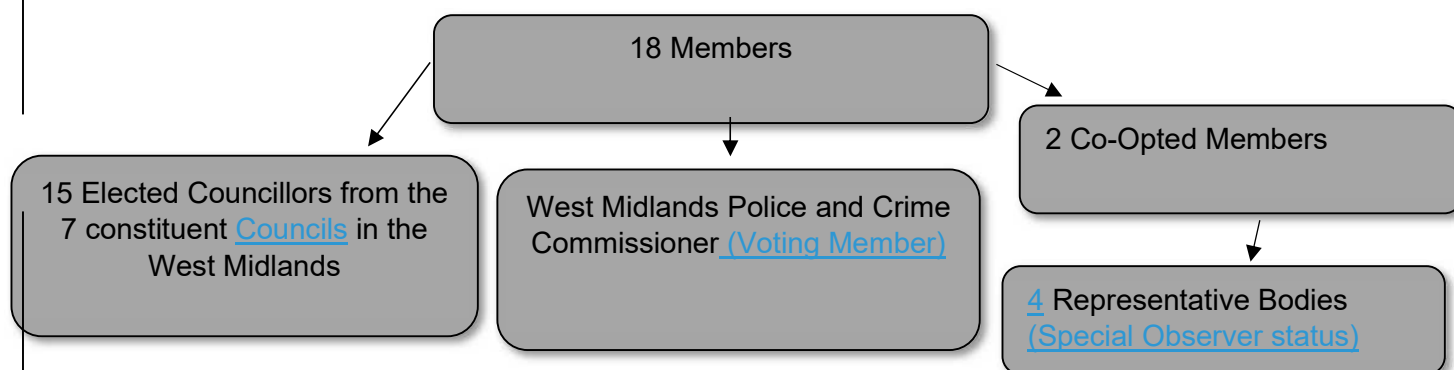 18 Members
15 Elected Councillors from the
7 constituent Councils in the
West Midlands
West Midlands Police and Crime
Commissioner (Voting Member)
2 Co-Opted Members
4 Representative Bodies
(Special Observer status)